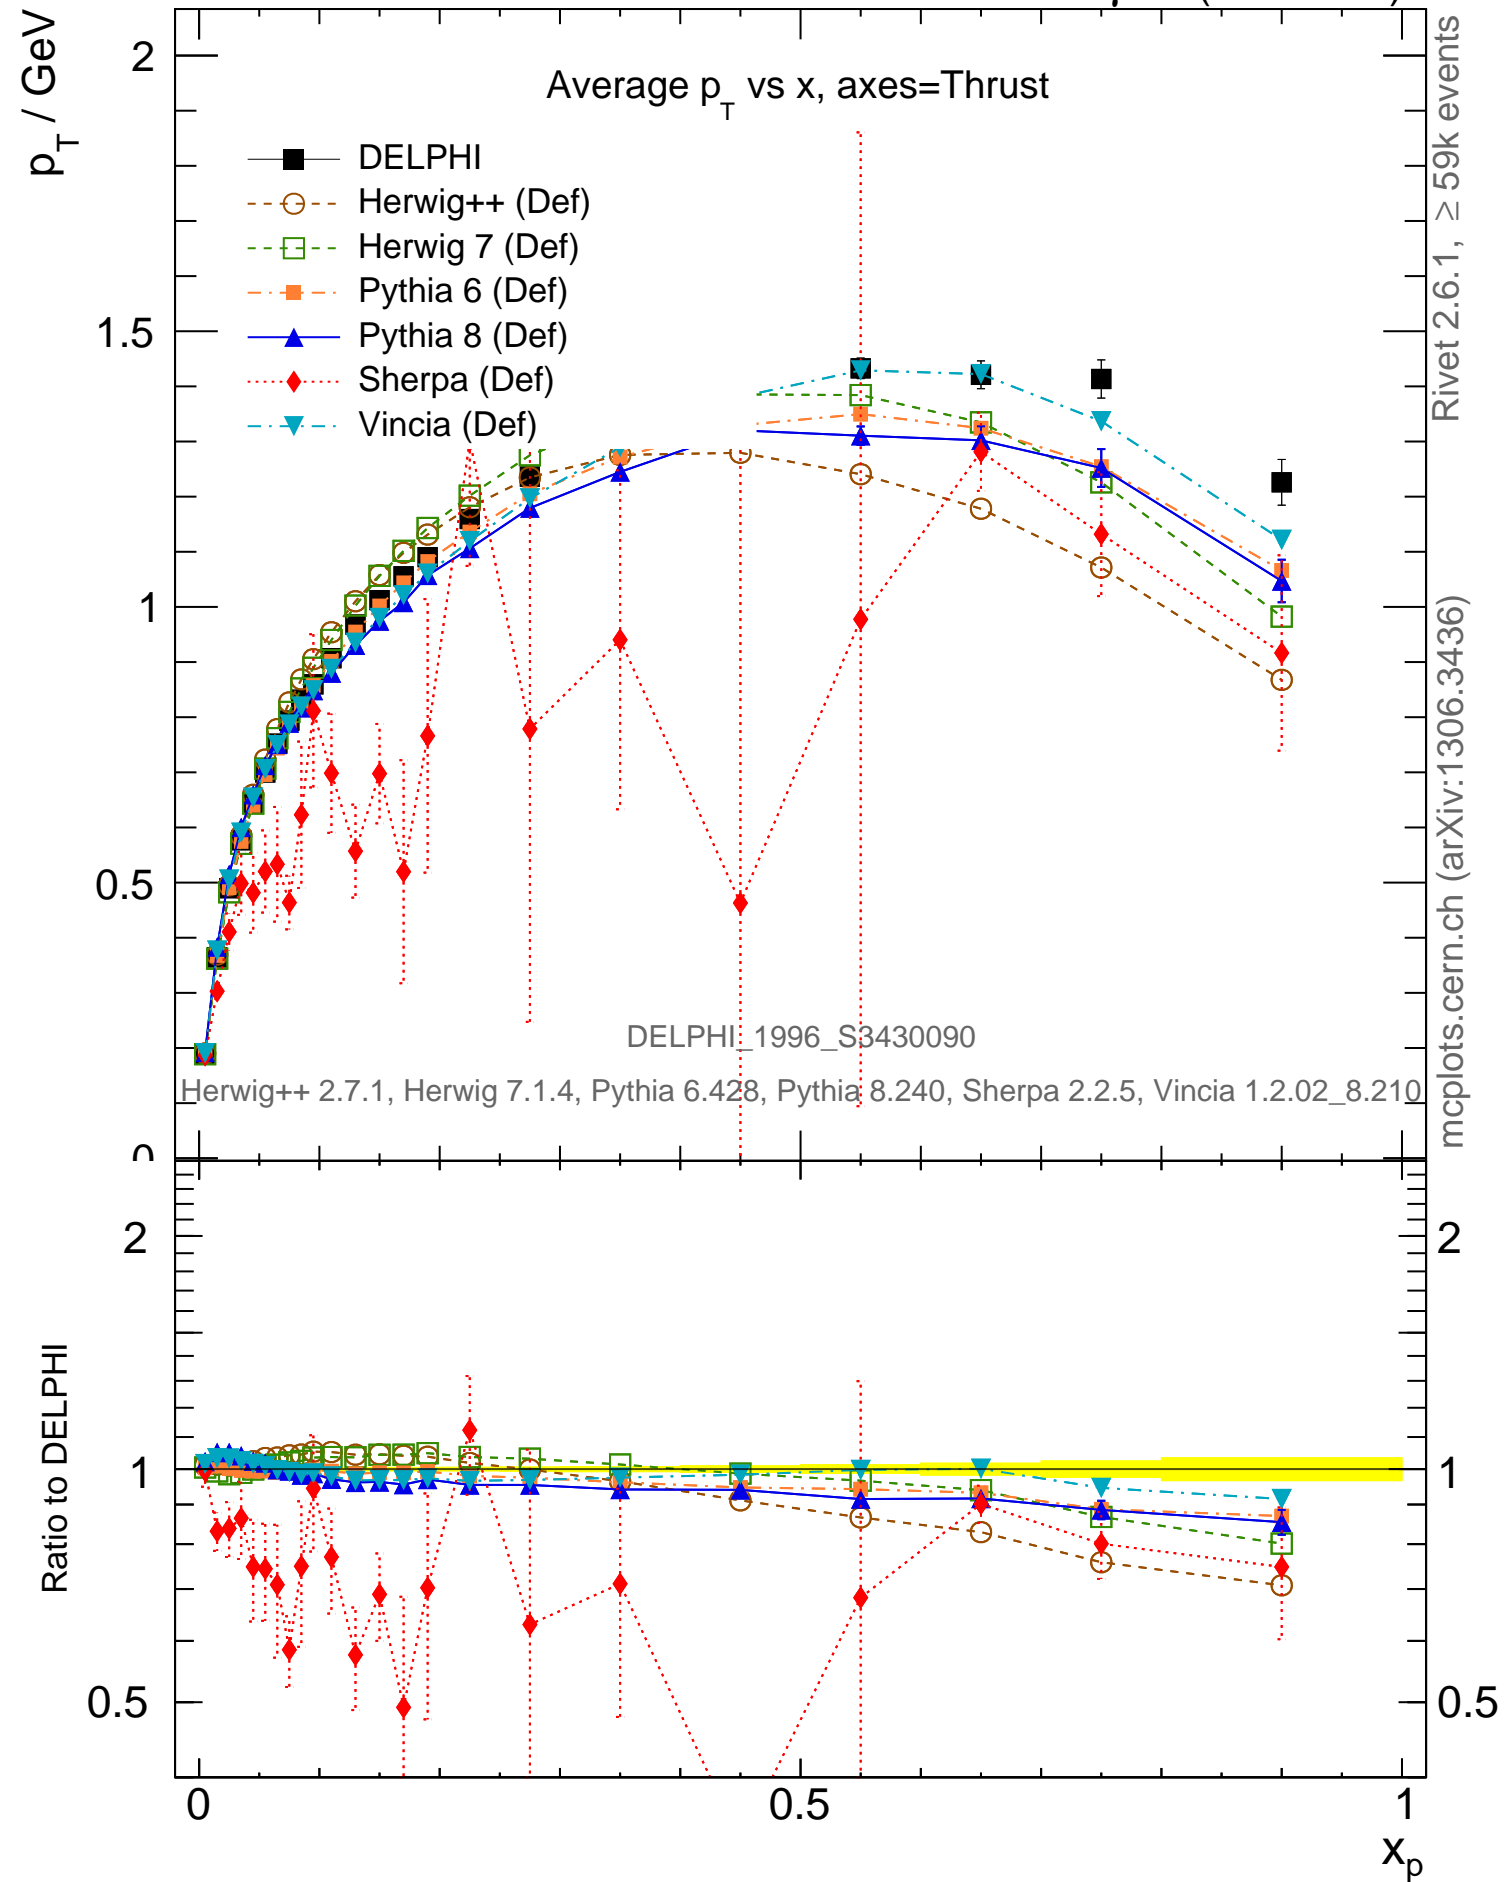 p_T / GeV
2
1.5
1
0.5
0
Average p_T vs x, axes=Thrust
DELPHI
Herwig++ (Def)
Herwig 7 (Def)
Pythia 6 (Def)
Pythia 8 (Def)
Sherpa (Def)
Vincia (Def)
DELPHI_1996_S3430090
Herwig++ 2.7.1, Herwig 7.1.4, Pythia 6.428, Pythia 8.240, Sherpa 2.2.5, Vincia 1.2.02_8.210
Rivet 2.6.1, ≥ 59k events
mcplots.cern.ch (arXiv:1306.3436)
Ratio to DELPHI
2
1
0.5
2
1
0.5
0
0.5
1
x_p